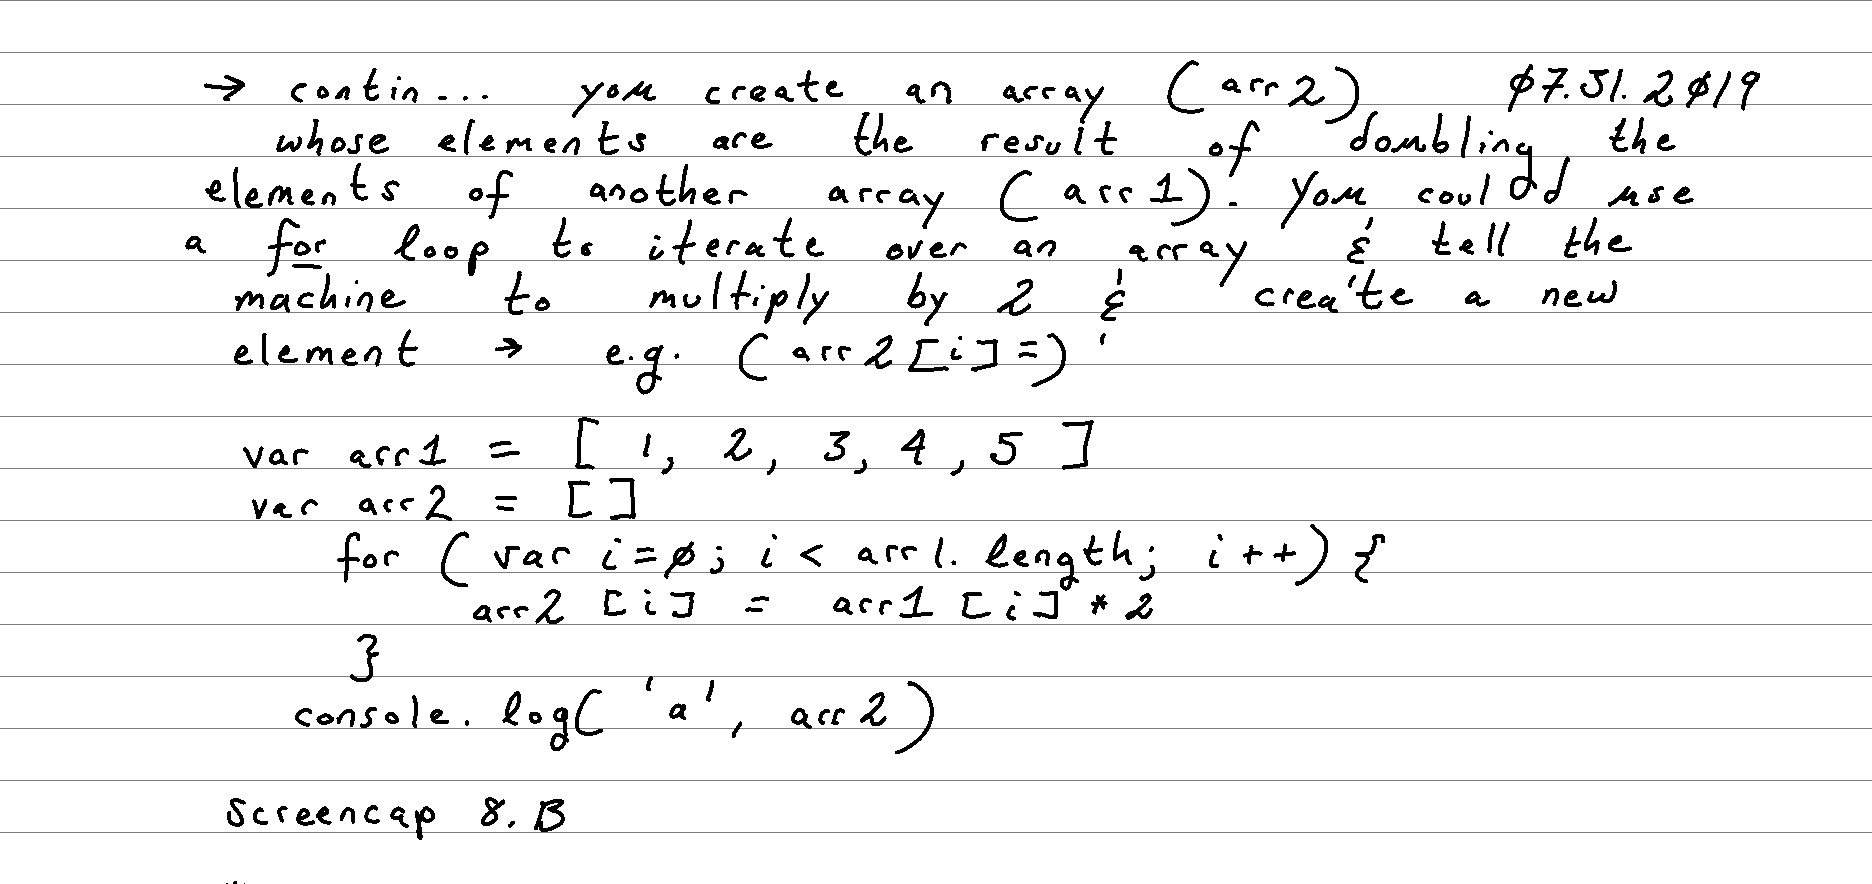 → contin... you create an array (arr2) 07.31.2019
whose elements are the result of doubling the
elements of another array (arr1). You could use
a for loop to iterate over an array & tell the
machine to multiply by 2 & create a new
element → e.g. (arr2[i]=)
var arr1 = [ 1, 2, 3, 4, 5 ]
var arr2 = []
for ( var i=0; i < arr1.length; i++) {
arr2 [i] = arr1 [i] * 2
}
console.log( 'a', arr2 )
Screencap 8.B